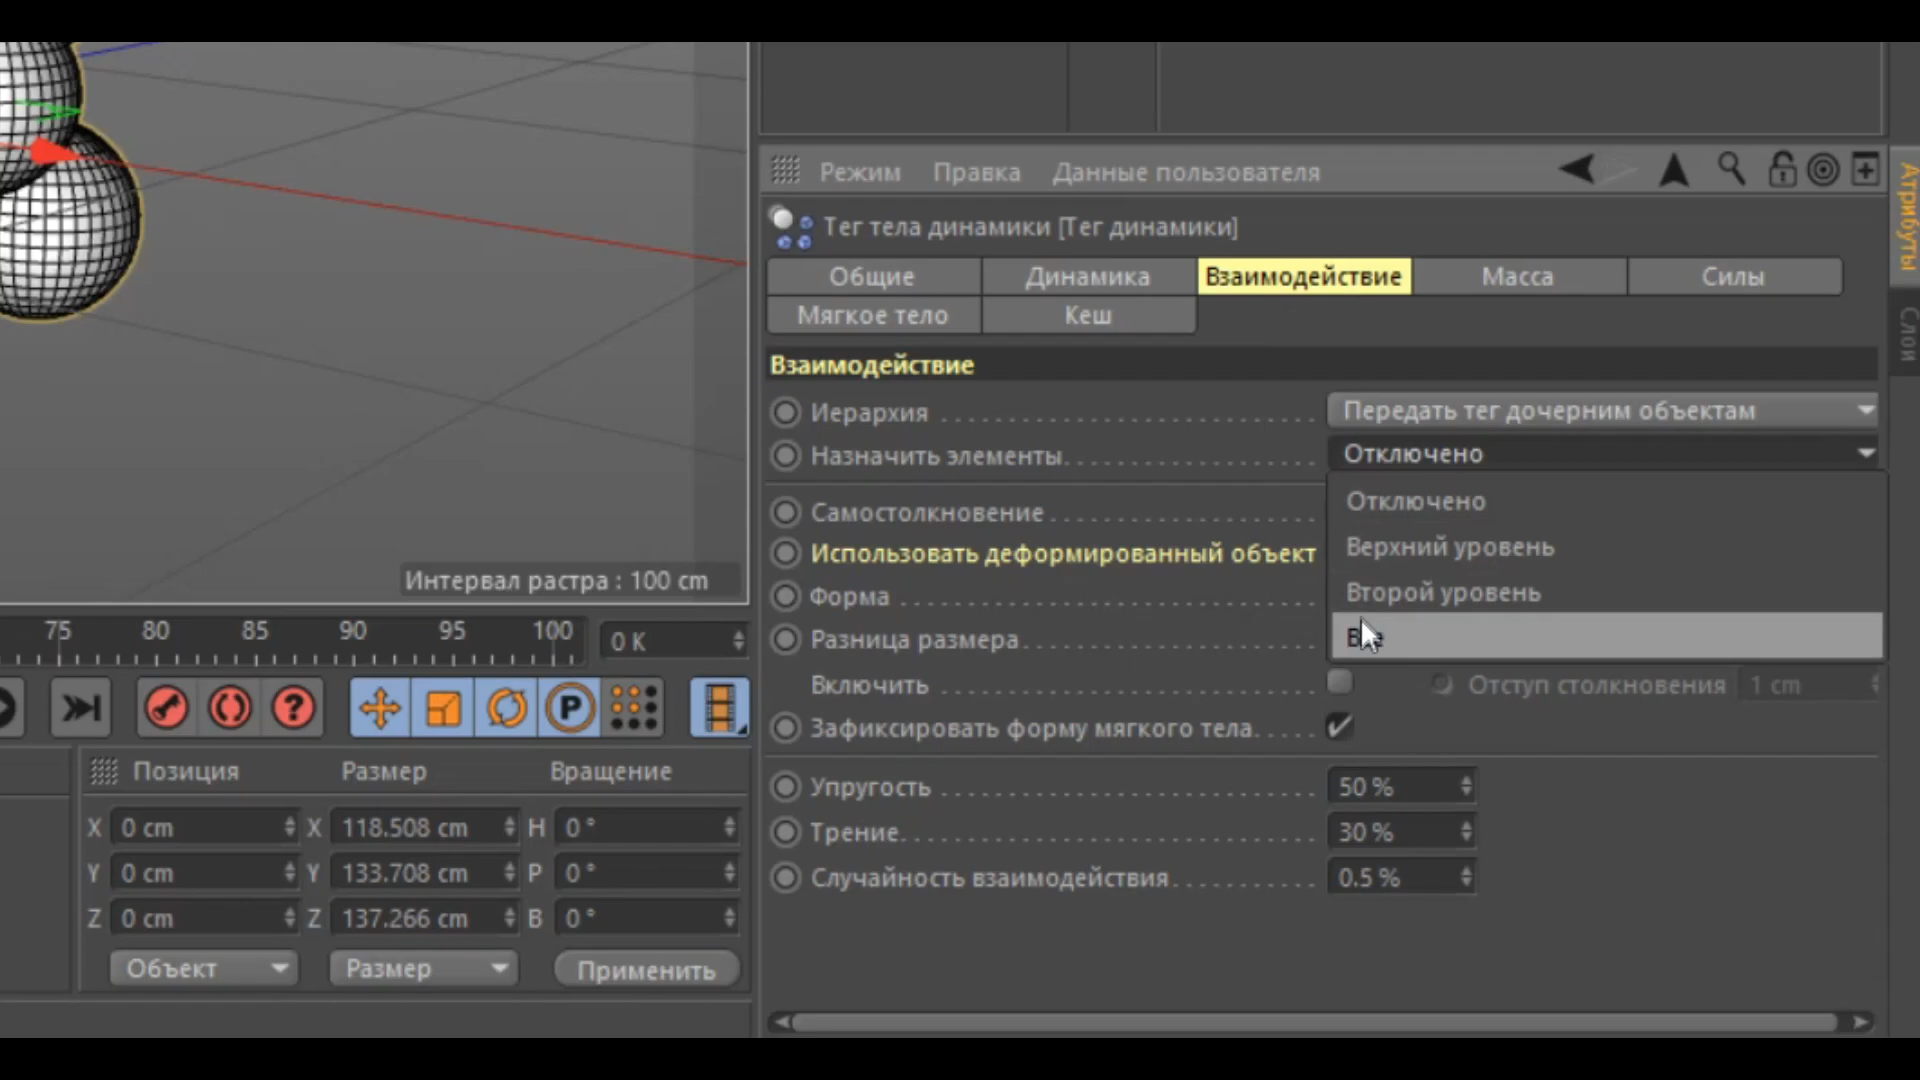 Режим Правка Данные пользователя
Атрибуты
Слои
Тег тела динамики [Тег динамики]
Общие Динамика Взаимодействие Масса Силы
Мягкое тело Кеш
Взаимодействие
Иерархия Передать тег дочерним объектам
Назначить элементы Отключено
Отключено
Верхний уровень
Второй уровень
Самостолкновение
Использовать деформированный объект
Форма
Разница размера
Включить Отступ столкновения 1 cm
Зафиксировать форму мягкого тела
Упругость 50 %
Трение 30 %
Случайность взаимодействия 0.5 %
Интервал растра : 100 cm
75 80 85 90 95 100 0 K
P
Позиция Размер Вращение
X 0 cm X 118.508 cm H 0 °
Y 0 cm Y 133.708 cm P 0 °
Z 0 cm Z 137.266 cm B 0 °
Объект Размер Применить